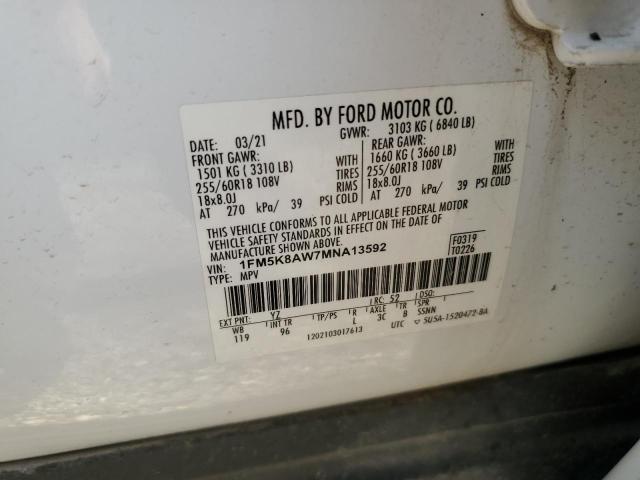 MFD. BY FORD MOTOR CO.
DATE: 03/21 GVWR: 3103 KG ( 6840 LB)
FRONT GAWR: REAR GAWR:
1501 KG ( 3310 LB) WITH 1660 KG ( 3660 LB) WITH
255/60R18 108V TIRES 255/60R18 108V TIRES
18x8.0J RIMS 18x8.0J RIMS
AT 270 kPa/ 39 PSI COLD AT 270 kPa/ 39 PSI COLD
THIS VEHICLE CONFORMS TO ALL APPLICABLE FEDERAL MOTOR
VEHICLE SAFETY STANDARDS IN EFFECT ON THE DATE OF
MANUFACTURE SHOWN ABOVE.
VIN: 1FM5K8AW7MNA13592 F0319
TYPE: MPV T0226
EXT PNT: YZ RC: 52 DSO:
WB INT TR TP/PS R AXLE TR SPR
119 96 L 3C B SSNN
1202103017613 UTC SU5A-1520472-BA